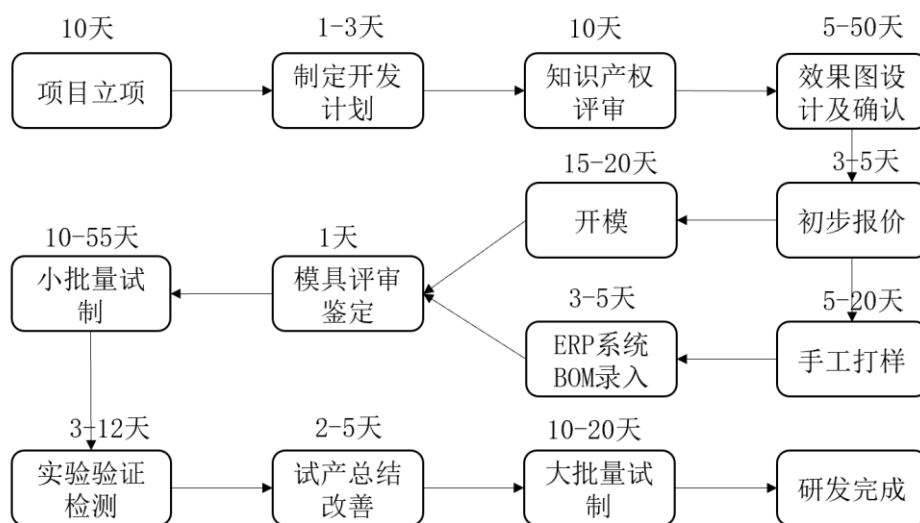 10天
项目立项
1-3天
制定开发
计划
10天
知识产权
评审
5-50天
效果图设
计及确认
3-5天
初步报价
15-20天
开模
5-20天
手工打样
3-5天
ERP系统
BOM录入
1天
模具评审
鉴定
10-55天
小批量试
制
3-12天
实验验证
检测
2-5天
试产总结
改善
10-20天
大批量试
制
研发完成